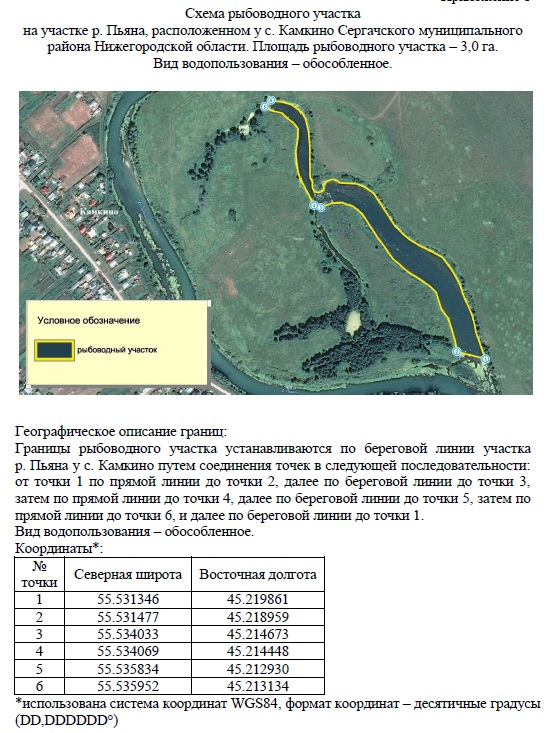 Схема рыбоводного участка
на участке р. Пьяна, расположенном у с. Камкино Сергачского муниципального
района Нижегородской области. Площадь рыбоводного участка – 3,0 га.
Вид водопользования – обособленное.
Камкино
Условное обозначение
рыбоводный участок
Географическое описание границ:
Границы рыбоводного участка устанавливаются по береговой линии участка
р. Пьяна у с. Камкино путем соединения точек в следующей последовательности:
от точки 1 по прямой линии до точки 2, далее по береговой линии до точки 3,
затем по прямой линии до точки 4, далее по береговой линии до точки 5, затем по
прямой линии до точки 6, и далее по береговой линии до точки 1.
Вид водопользования – обособленное.
Координаты*:
№ точки Северная широта Восточная долгота
1 55.531346 45.219861
2 55.531477 45.218959
3 55.534033 45.214673
4 55.534069 45.214448
5 55.535834 45.212930
6 55.535952 45.213134
*использована система координат WGS84, формат координат – десятичные градусы
(DD,DDDDDD°)